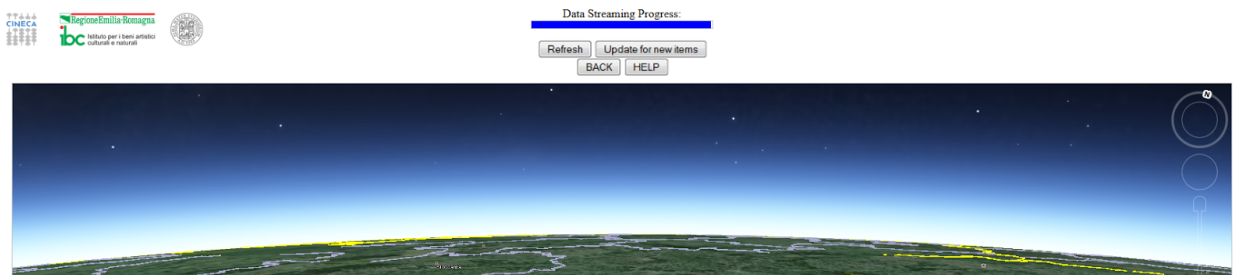 CINECA
RegioneEmilia-Romagna
ibc Istituto per i beni artistici
culturali e naturali
Data Streaming Progress:
Refresh Update for new items
BACK HELP
N